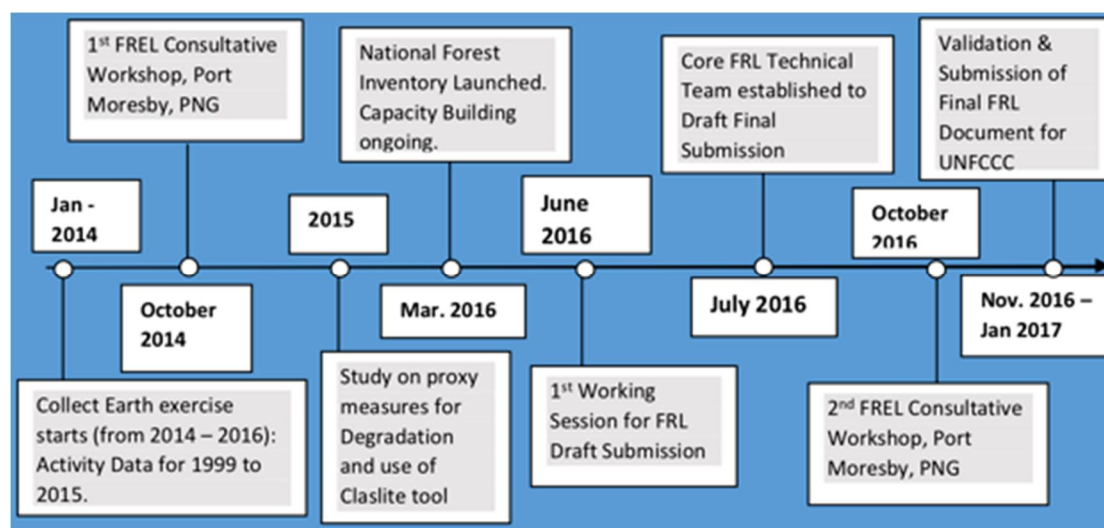 1st FREL Consultative
Workshop, Port
Moresby, PNG
National Forest
Inventory Launched.
Capacity Building
ongoing.
Core FRL Technical
Team established to
Draft Final
Submission
Validation &
Submission of
Final FRL
Document for
UNFCCC
Jan -
2014
2015
June
2016
October
2016
October
2014
Mar. 2016
July 2016
Nov. 2016 –
Jan 2017
Collect Earth exercise
starts (from 2014 – 2016):
Activity Data for 1999 to
2015.
Study on proxy
measures for
Degradation
and use of
Claslite tool
1st Working
Session for FRL
Draft Submission
2nd FREL Consultative
Workshop, Port
Moresby, PNG